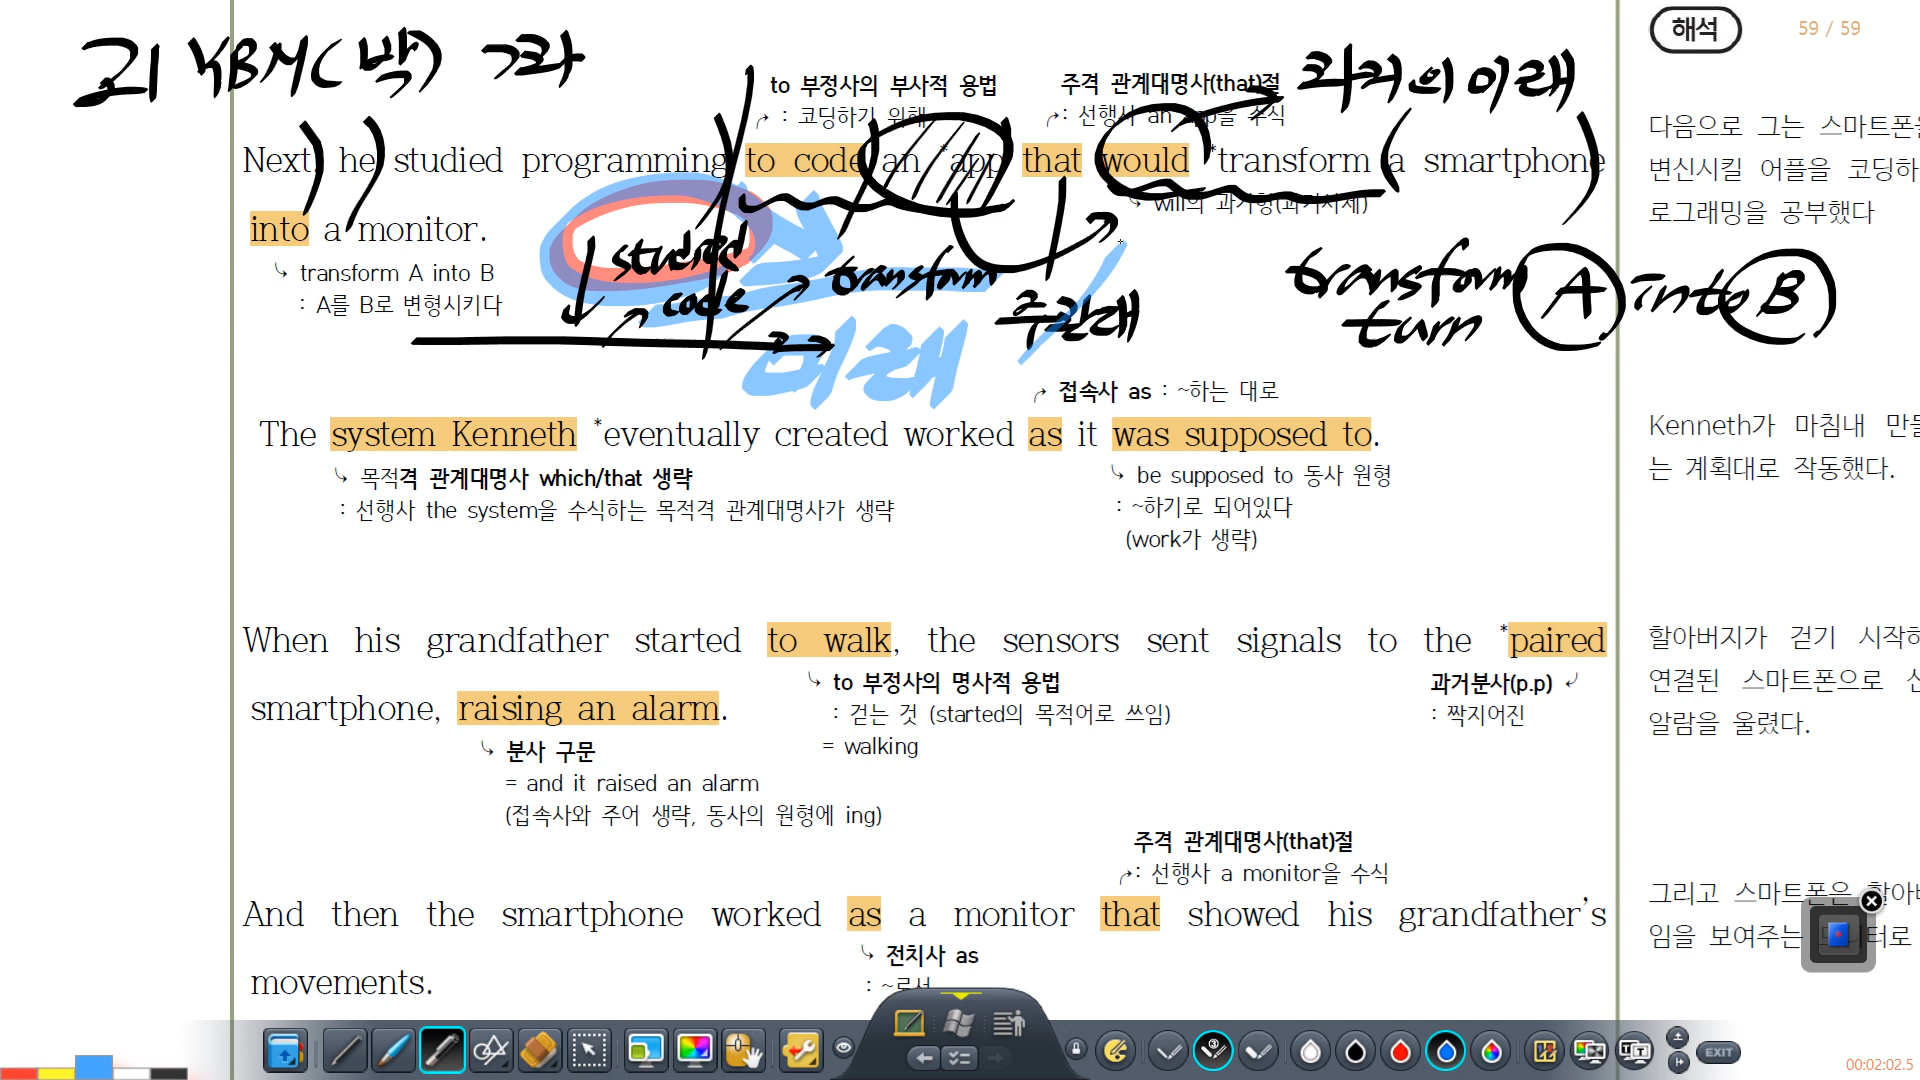 고1 YBM(박) 3과
해석
59 / 59
to 부정사의 부사적 용법
: 코딩하기 위해
주격 관계대명사(that)절
: 선행사 an app을 수식
과거의 미래
Next, he studied programming to code an *app that would *transform a smartphone
into a monitor.
will의 과거형(과거시제)
transform A into B
: A를 B로 변형시키다
studied
code
transform
미래
주관대
transform
turn
A into B
다음으로 그는 스마트폰을
변신시킬 어플을 코딩하
로그래밍을 공부했다
접속사 as : ~하는 대로
The system Kenneth *eventually created worked as it was supposed to.
목적격 관계대명사 which/that 생략
: 선행사 the system을 수식하는 목적격 관계대명사가 생략
be supposed to 동사 원형
: ~하기로 되어있다
(work가 생략)
Kenneth가 마침내 만들
는 계획대로 작동했다.
When his grandfather started to walk, the sensors sent signals to the *paired
smartphone, raising an alarm.
to 부정사의 명사적 용법
: 걷는 것 (started의 목적어로 쓰임)
= walking
과거분사(p.p)
: 짝지어진
분사 구문
= and it raised an alarm
(접속사와 주어 생략, 동사의 원형에 ing)
할아버지가 걷기 시작하
연결된 스마트폰으로 신
알람을 울렸다.
주격 관계대명사(that)절
: 선행사 a monitor을 수식
And then the smartphone worked as a monitor that showed his grandfather's
movements.
전치사 as
: ~로서
그리고 스마트폰은 할아버
임을 보여주는 모니터로
EXIT
00:02:02.5